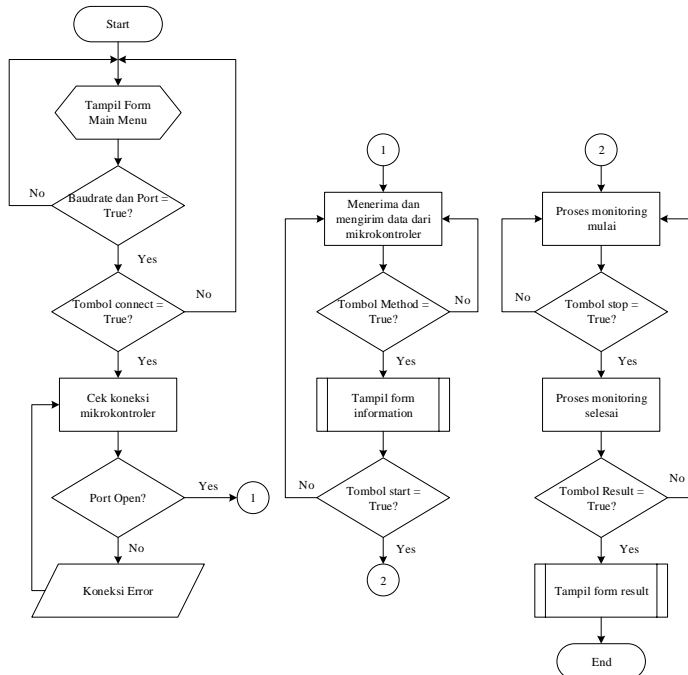 Start
Tampil Form
Main Menu
Baudrate dan Port =
True?
No
Yes
Tombol connect =
True?
No
Yes
Cek koneksi
mikrokontroler
Port Open?
Yes
1
No
Koneksi Error
1
Menerima dan
mengirim data dari
mikrokontroler
Tombol Method =
True?
No
Yes
Tampil form
information
No
Tombol start =
True?
Yes
2
2
Proses monitoring
mulai
No
Tombol stop =
True?
Yes
Proses monitoring
selesai
Tombol Result =
True?
No
Yes
Tampil form result
End